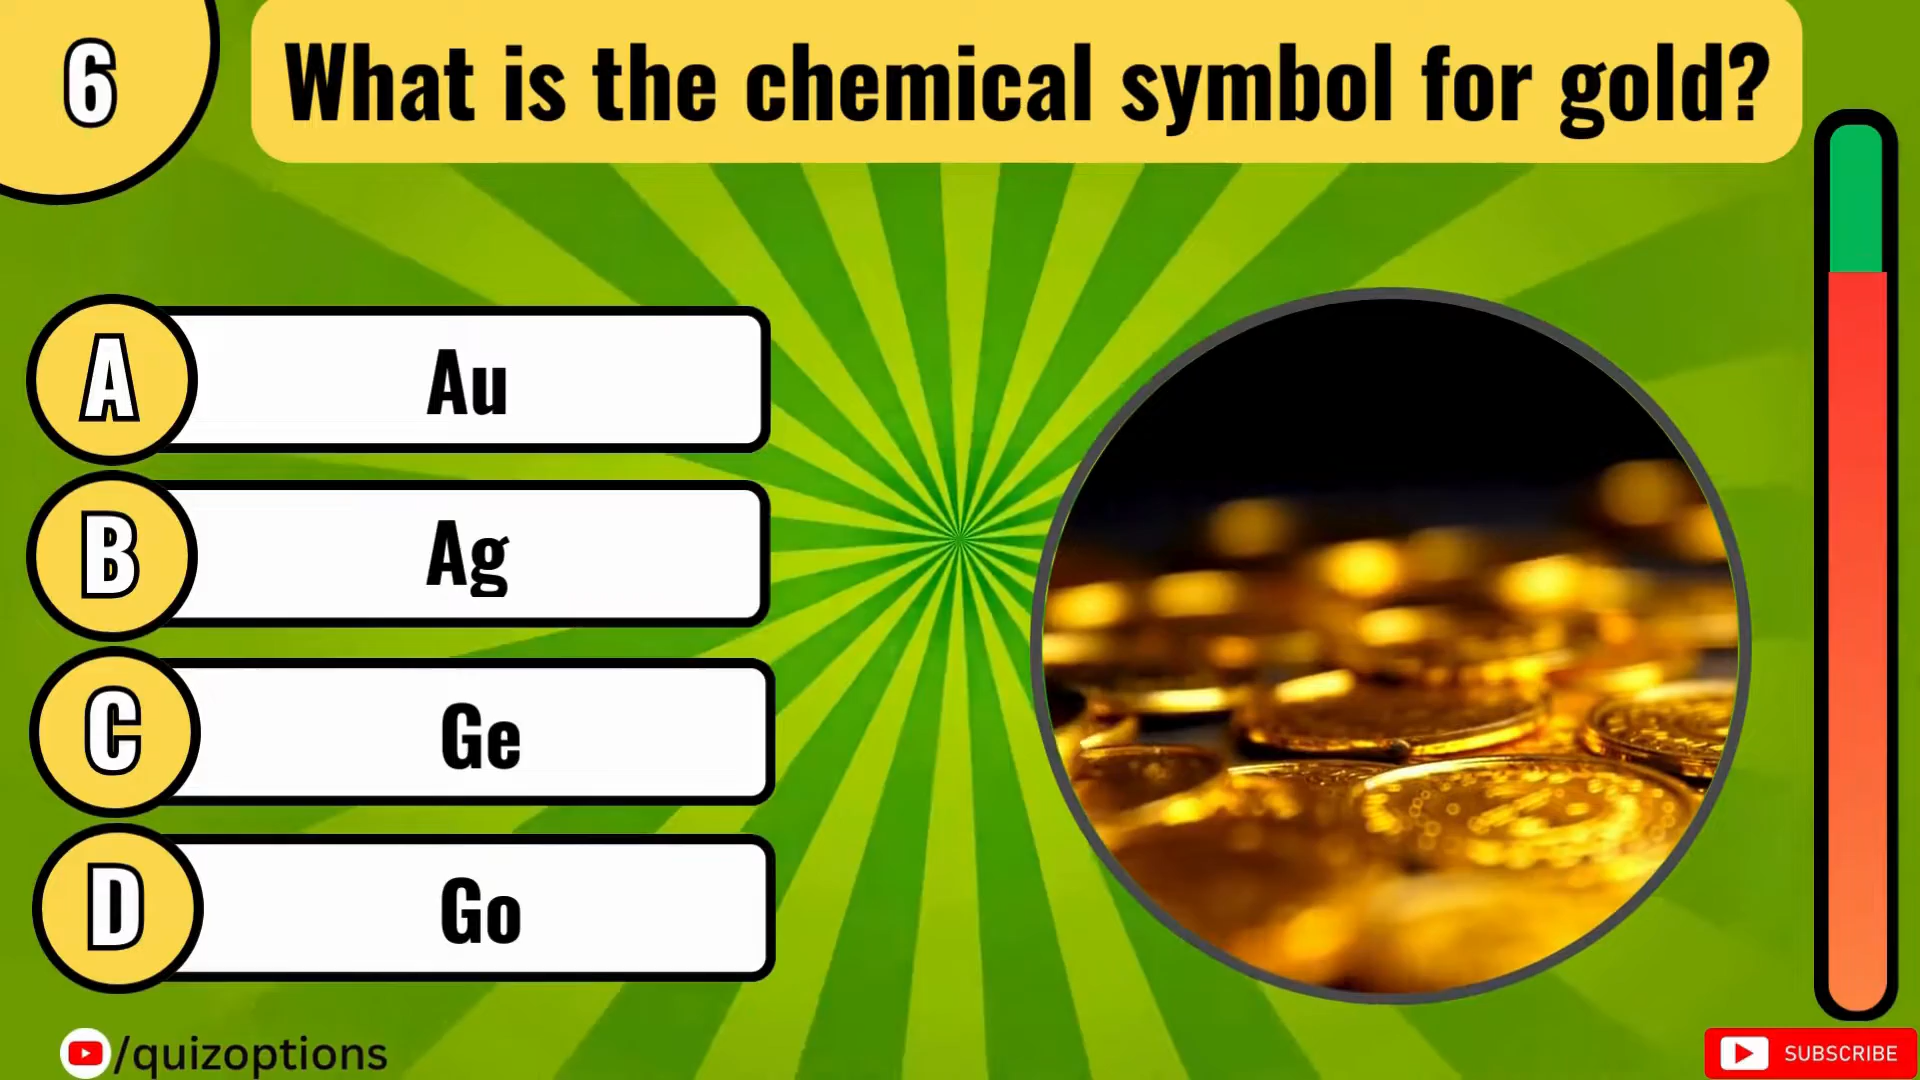 6
What is the chemical symbol for gold?
A
Au
B
Ag
C
Ge
D
Go
/quizoptions
SUBSCRIBE